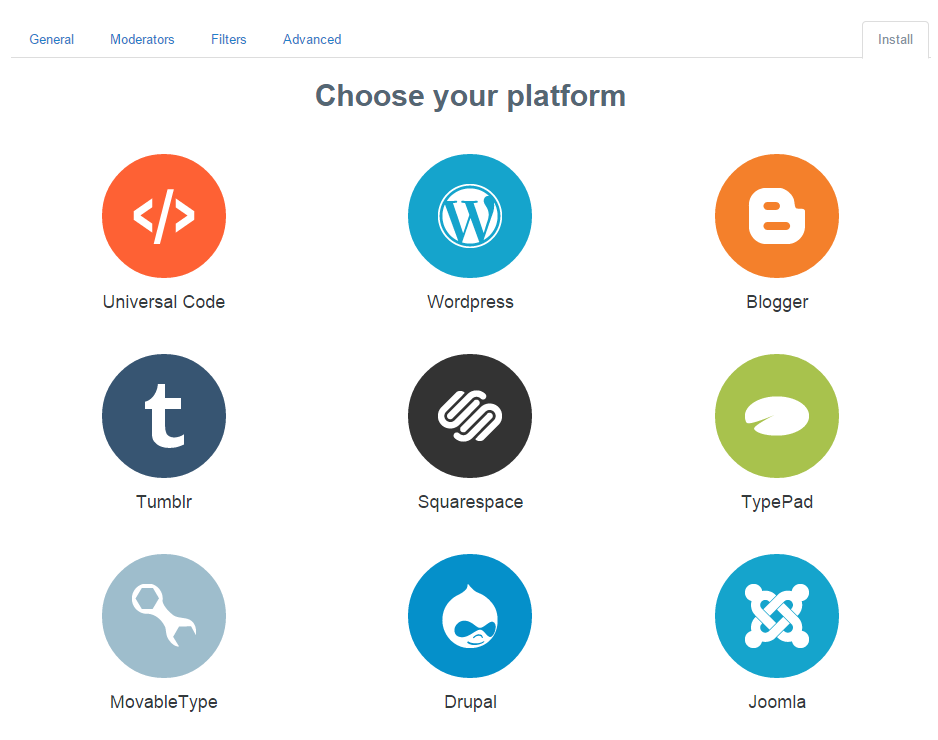 General Moderators Filters Advanced Install
Choose your platform
Universal Code Wordpress Blogger
Tumblr Squarespace TypePad
MovableType Drupal Joomla